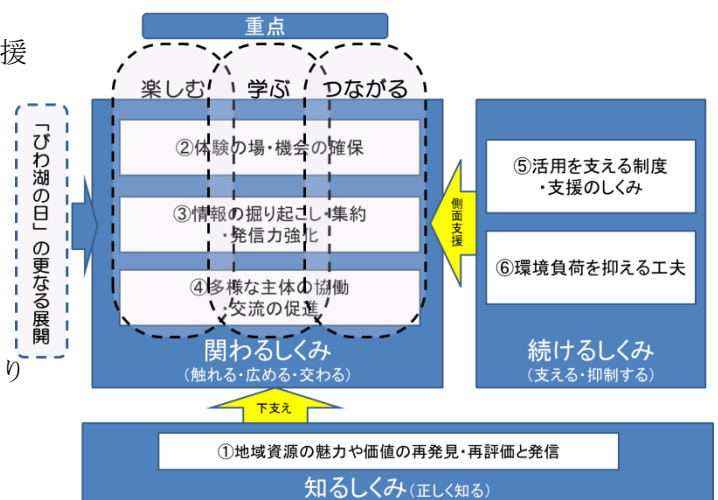 重点
援
楽しむ
学ぶ
つながる
「びわ湖の日」の更なる展開
②体験の場・機会の確保
③情報の掘り起こし・集約
・発信力強化
④多様な主体の協働
・交流の促進
関わるしくみ
(触れる・広める・交わる)
側面支援
⑤活用を支える制度
・支援のしくみ
⑥環境負荷を抑える工夫
続けるしくみ
(支える・抑制する)
り
下支え
①地域資源の魅力や価値の再発見・再評価と発信
知るしくみ(正しく知る)